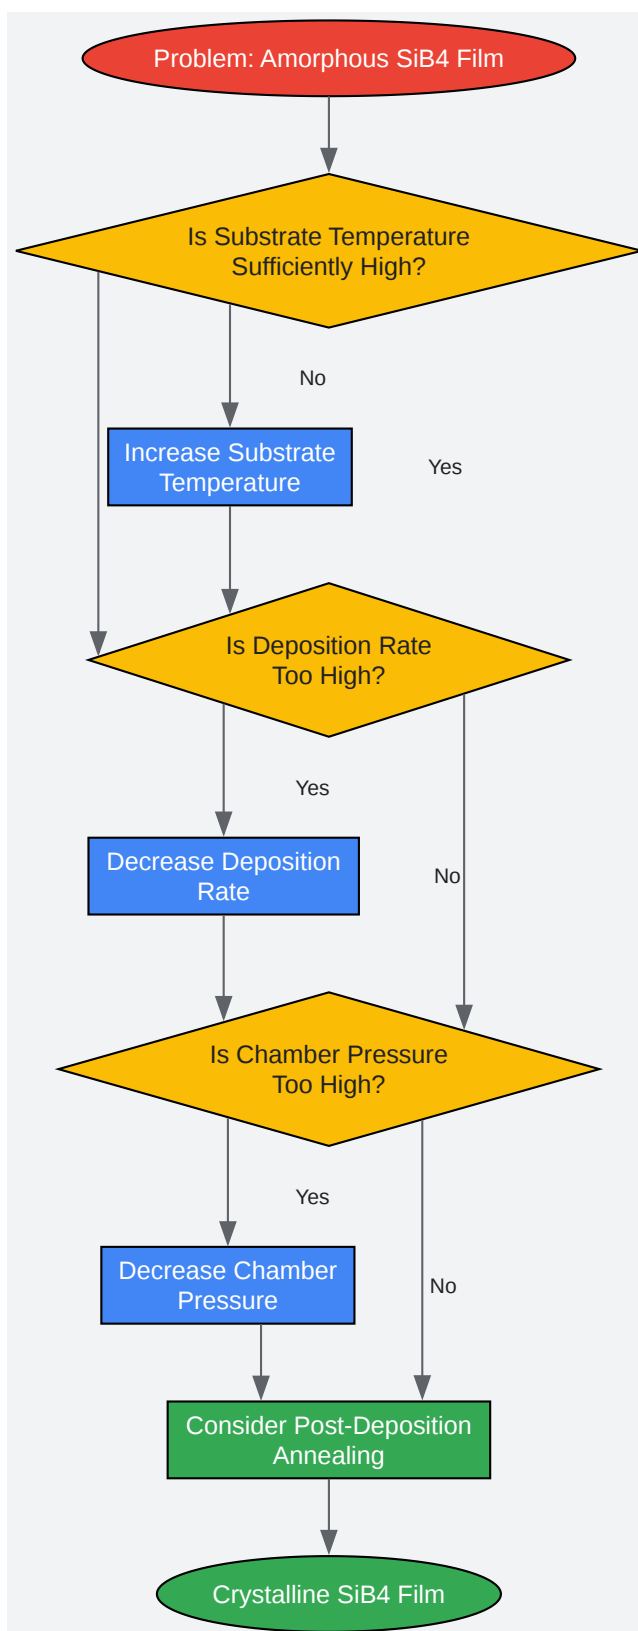 Problem: Amorphous SiB4 Film
Is Substrate Temperature
Sufficiently High?
No
Increase Substrate
Temperature
Yes
Is Deposition Rate
Too High?
Yes
Decrease Deposition
Rate
No
Is Chamber Pressure
Too High?
Yes
Decrease Chamber
Pressure
No
Consider Post-Deposition
Annealing
Crystalline SiB4 Film